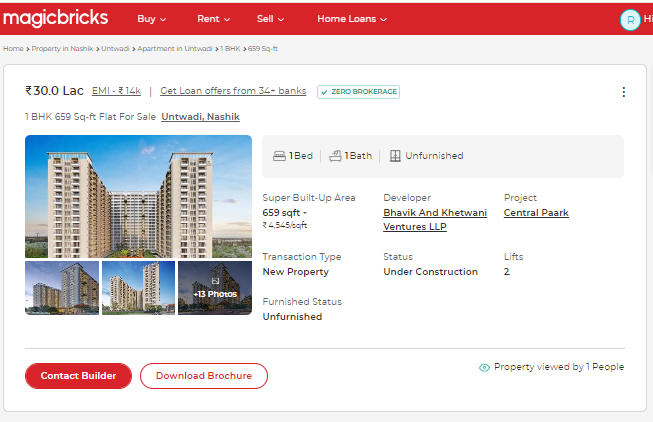 magicbricks Buy Rent Sell Home Loans R Hi
Home > Property in Nashik > Untwadi > Apartment in Untwadi > 1 BHK > 659 Sq-ft
₹30.0 Lac EMI - ₹14k | Get Loan offers from 34+ banks ZERO BROKERAGE
1 BHK 659 Sq-ft Flat For Sale Untwadi, Nashik
1 Bed 1 Bath Unfurnished
Super Built-Up Area Developer Project
659 sqft Bhavik And Khetwani Central Paark
₹4,545/sqft Ventures LLP
Transaction Type Status Lifts
New Property Under Construction 2
+13 Photos
Furnished Status
Unfurnished
Contact Builder Download Brochure Property viewed by 1 People